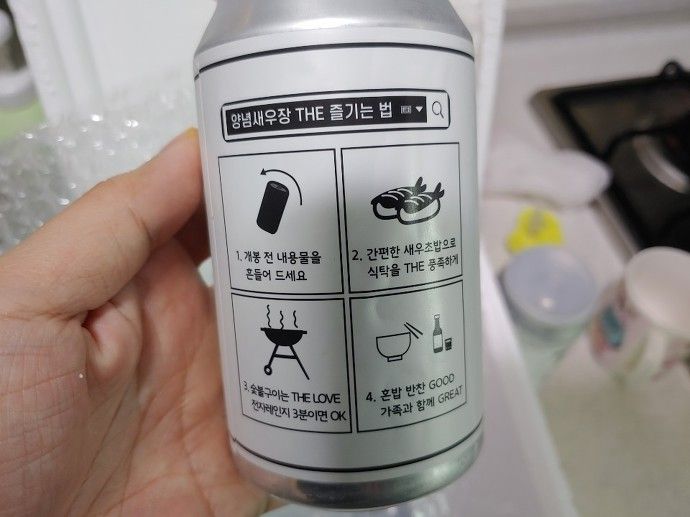 양념새우장 THE 즐기는 법
1. 개봉 전 내용물을
흔들어 드세요
2. 간편한 새우초밥으로
식탁을 THE 풍족하게
3. 숯불구이는 THE LOVE
전자레인지 3분이면 OK
4. 혼밥 반찬 GOOD
가족과 함께 GREAT